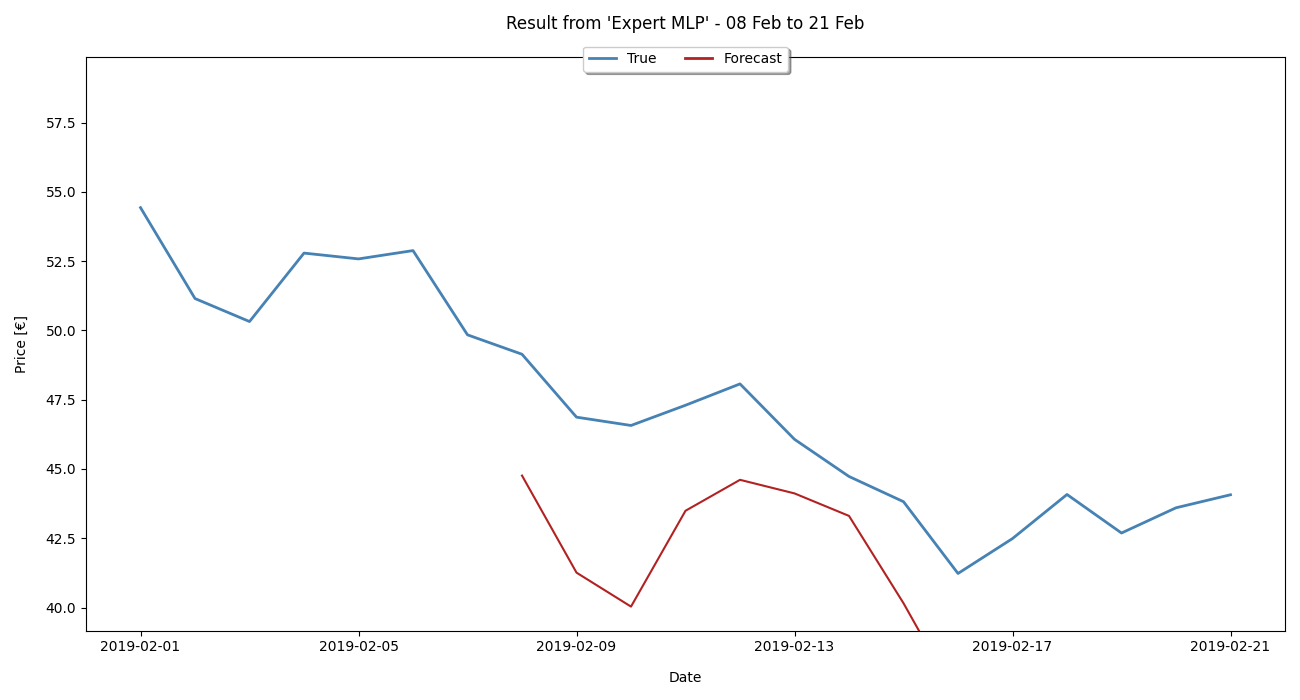 Result from 'Expert MLP' - 08 Feb to 21 Feb
True Forecast
57.5
55.0
52.5
50.0
47.5
45.0
42.5
40.0
Price [€]
2019-02-01 2019-02-05 2019-02-09 2019-02-13 2019-02-17 2019-02-21
Date